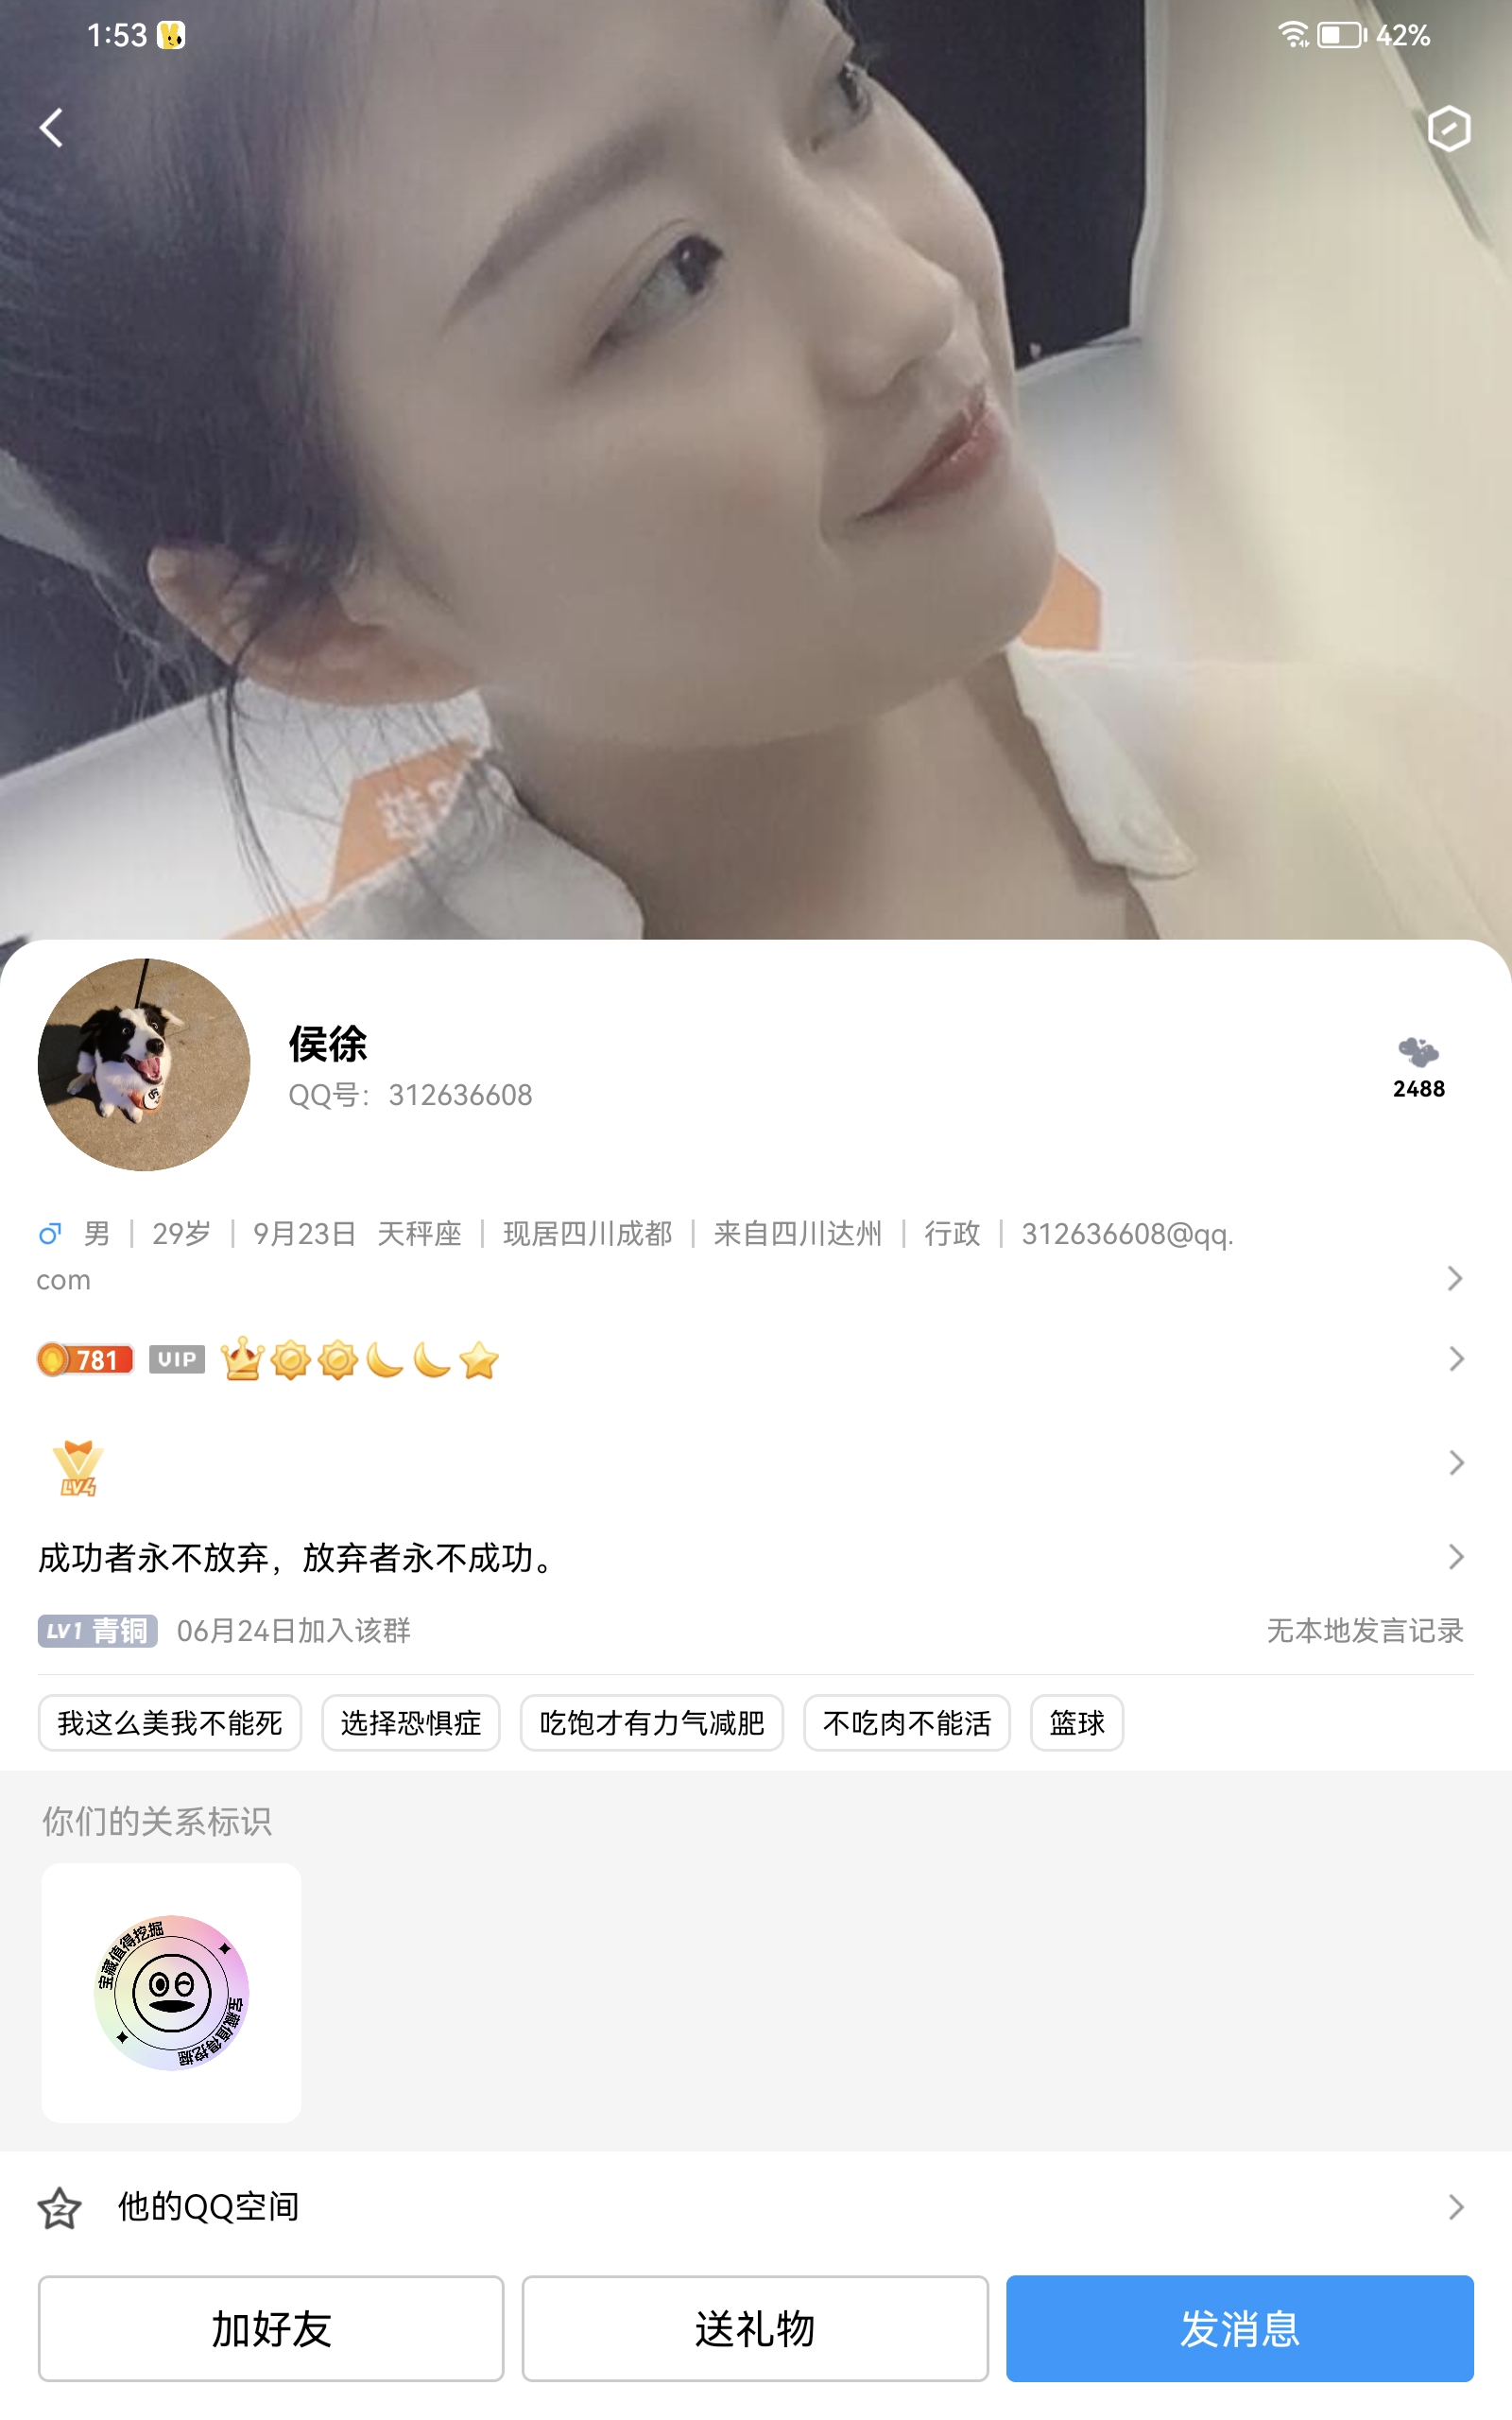 1:53
42%
侯徐
QQ号：312636608
2488
男 | 29岁 | 9月23日 天秤座 | 现居四川成都 | 来自四川达州 | 行政 | 312636608@qq.
com
781 VIP
LV4
成功者永不放弃，放弃者永不成功。
LV1 青铜 06月24日加入该群 无本地发言记录
我这么美我不能死 选择恐惧症 吃饱才有力气减肥 不吃肉不能活 篮球
你们的关系标识
宝藏值得挖掘
宝藏值得挖掘
他的QQ空间
加好友 送礼物 发消息